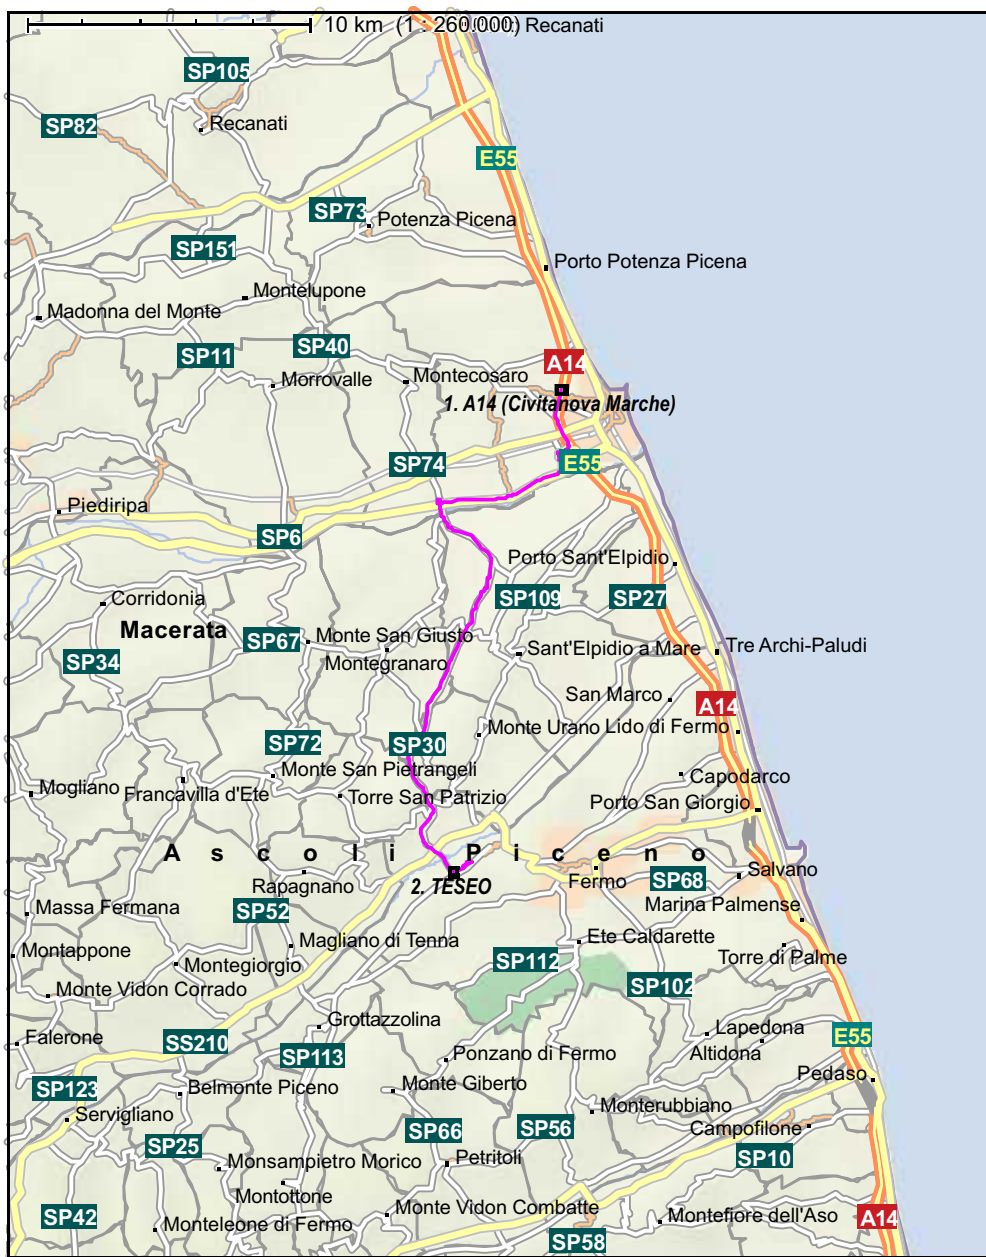 10 km (1 : 260.000)
Recanati
SP105
SP82
Recanati
E55
SP73
Potenza Picena
SP151
Porto Potenza Picena
Montelupone
Madonna del Monte
SP40
SP11
A14
Morrovalle
Montecosaro
1. A14 (Civitanova Marche)
SP74
E55
Piediripa
SP6
Porto Sant'Elpidio
SP109
SP27
Corridonia
Macerata
SP67
Monte San Giusto
Montegranaro
Sant'Elpidio a Mare
Tre Archi-Paludi
SP34
San Marco
A14
Monte Urano
Lido di Fermo
SP72
SP30
Monte San Pietrangeli
Capodarco
Mogliano
Francavilla d'Ete
Torre San Patrizio
Porto San Giorgio
Ascoli Piceno
Rapagnano
2. TESEO
Fermo
SP68
Salvano
Massa Fermana
SP52
Marina Palmense
Magliano di Tenna
Ete Caldarette
Montappone
Montegiorgio
SP112
Torre di Palme
Monte Vidon Corrado
SP102
Grottazzolina
Lapedona
E55
Falerone
SS210
SP113
Ponzano di Fermo
Altidona
Pedaso
SP123
Belmonte Piceno
Monte Giberto
Monterubbiano
Servigliano
SP66
SP56
Campofilone
SP25
SP10
Monsampietro Morico
Petritoli
Montottone
Monte Vidon Combatte
SP42
Monteleone di Fermo
Montefiore dell'Aso
A14
SP58